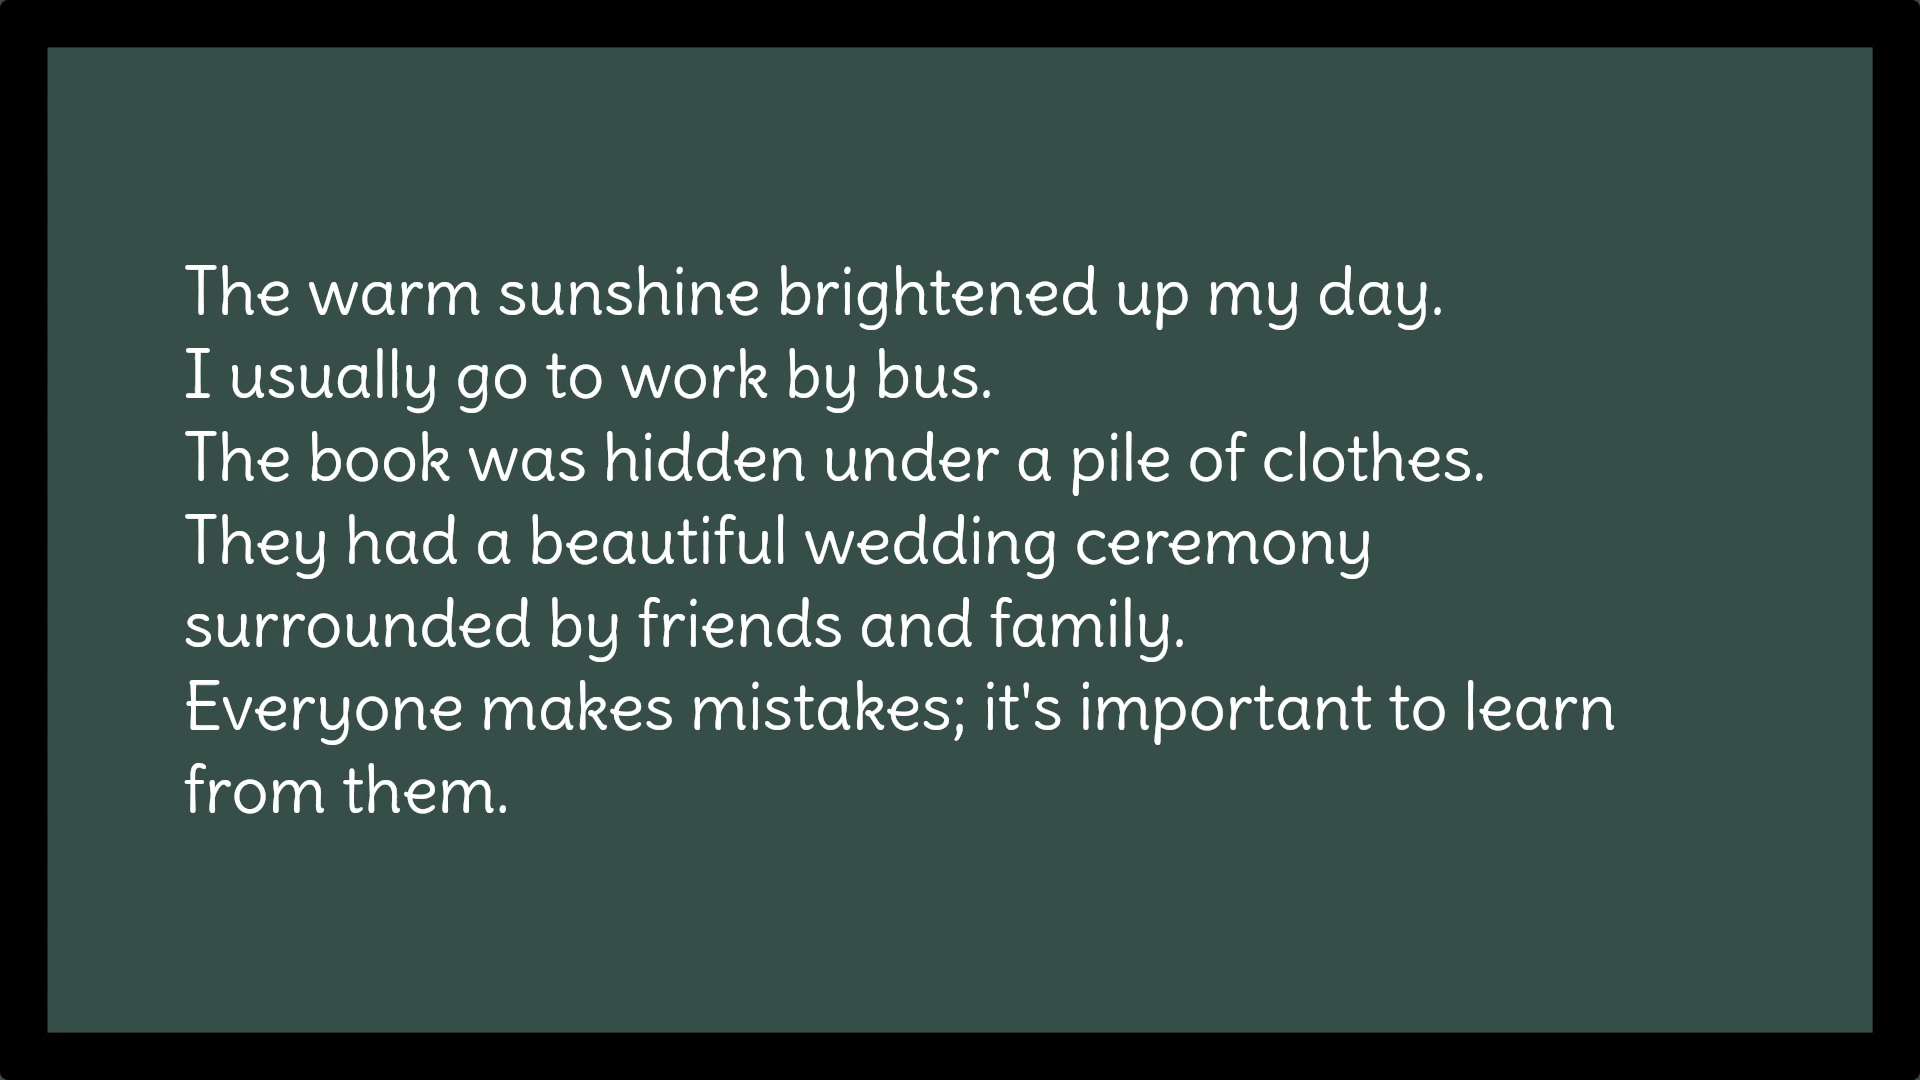 The warm sunshine brightened up my day.
I usually go to work by bus.
The book was hidden under a pile of clothes.
They had a beautiful wedding ceremony
surrounded by friends and family.
Everyone makes mistakes; it's important to learn
from them.